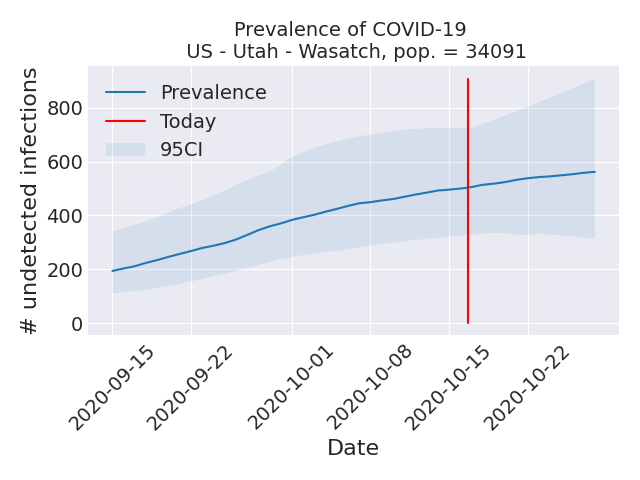 Prevalence of COVID-19
US - Utah - Wasatch, pop. = 34091
# undetected infections
800
600
400
200
0
Prevalence
Today
95CI
2020-09-15
2020-09-22
2020-10-01
2020-10-08
2020-10-15
2020-10-22
Date